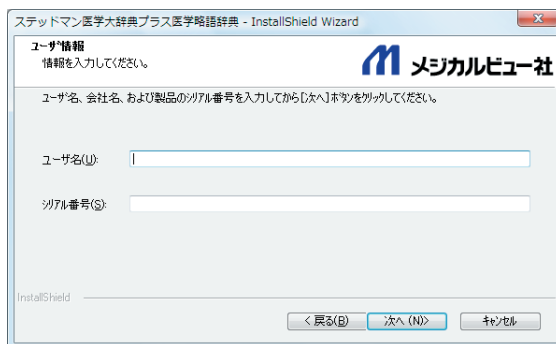 ステッドマン医学大辞典プラス医学略語辞典 - InstallShield Wizard
ユーザ情報
情報を入力してください。
メジカルビュー社
ユーザ名、会社名、および製品のシリアル番号を入力してから[次へ]ボタンをクリックしてください。
ユーザ名(U):
シリアル番号(S):
InstallShield
< 戻る(B)
次へ (N)>
キャンセル